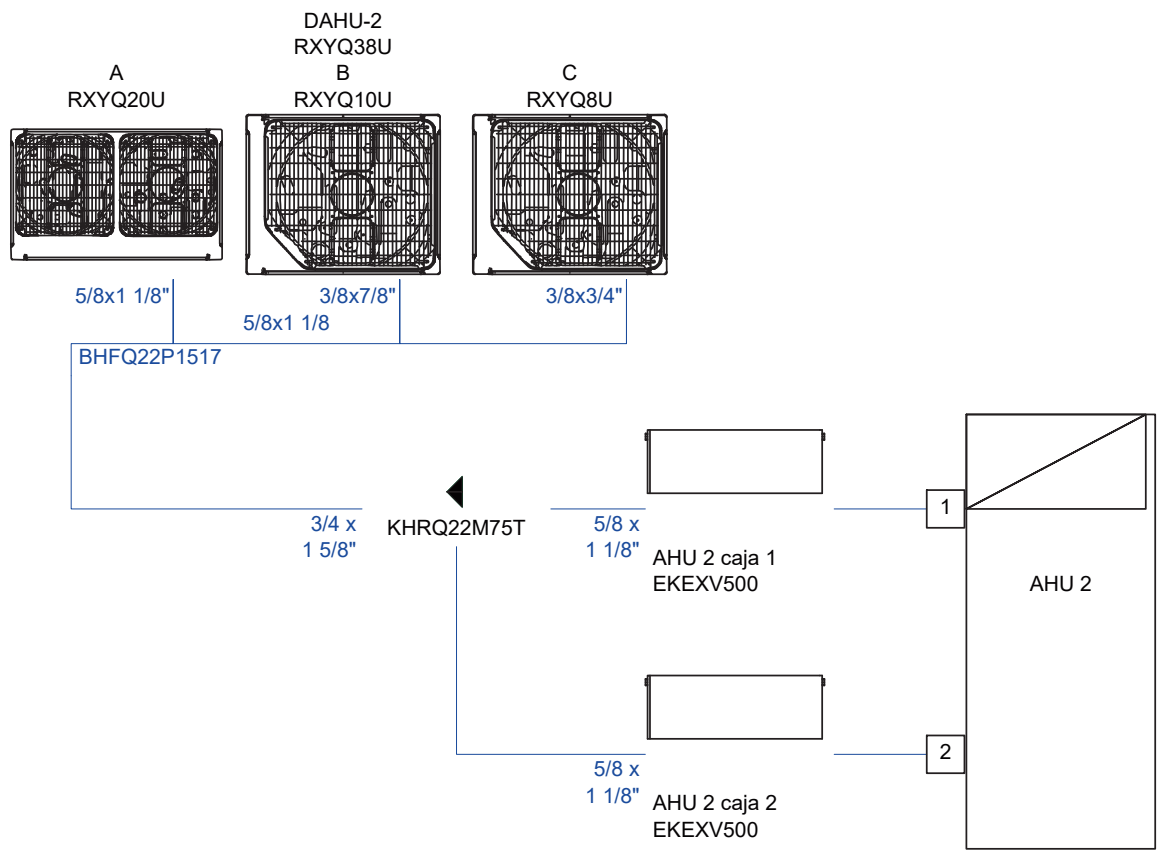 DAHU-2
RXYQ38U
A
RXYQ20U
B
RXYQ10U
C
RXYQ8U
5/8x1 1/8"
3/8x7/8"
3/8x3/4"
5/8x1 1/8
BHFQ22P1517
3/4 x
1 5/8"
KHRQ22M75T
5/8 x
1 1/8"
AHU 2 caja 1
EKEXV500
1
AHU 2
5/8 x
1 1/8"
AHU 2 caja 2
EKEXV500
2